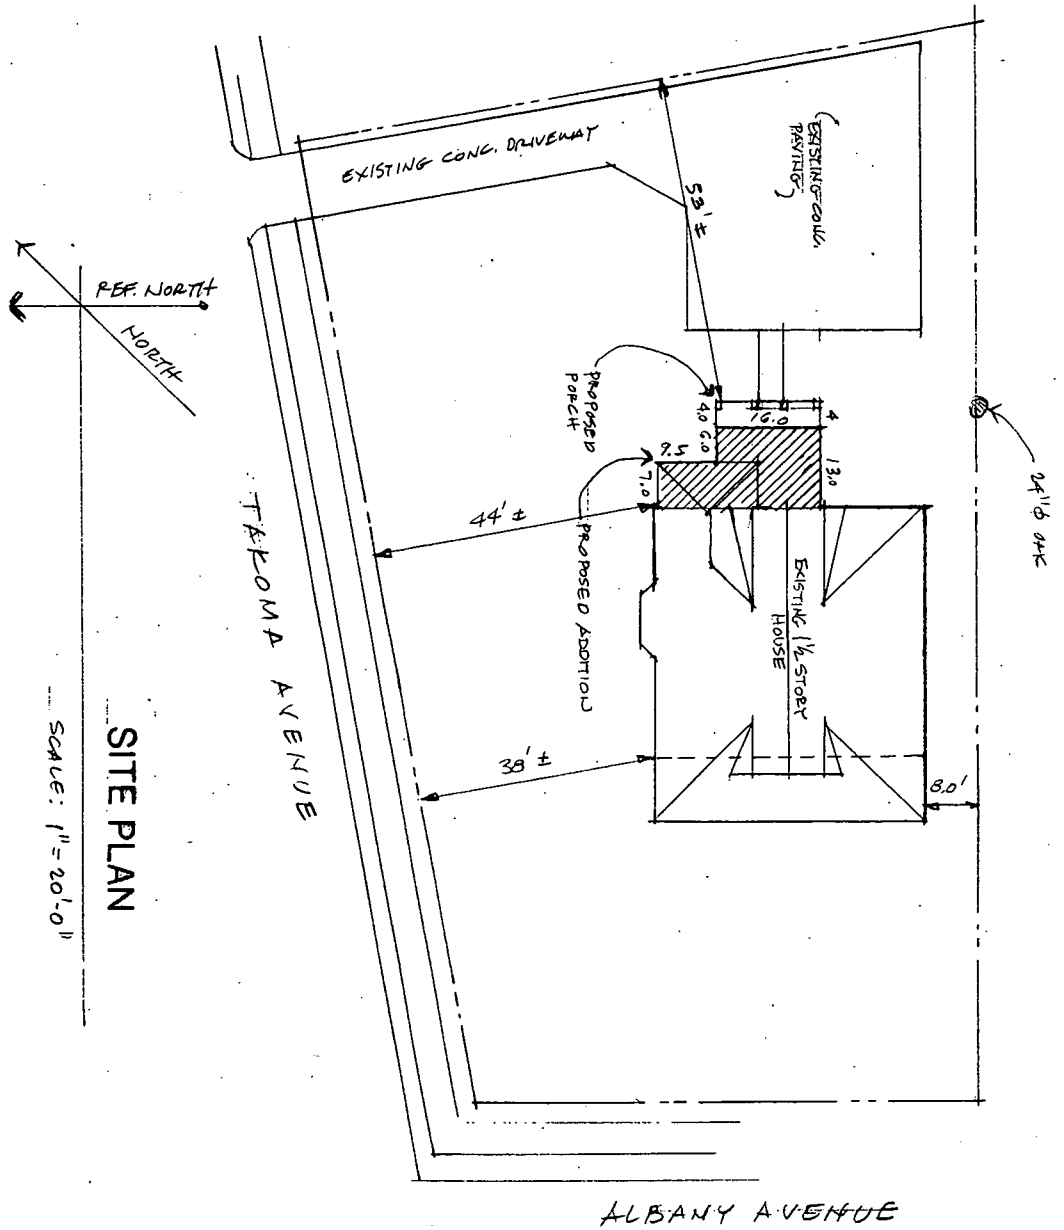 EXISTING CONC. DRIVEWAY
(EXISTING CONC.
PAVING)
53' ±
REF. NORTH
NORTH
PROPOSED
PORCH
4.0
6.0
16.0
4
13.0
9.5
7.0
24"φ OAK
44' ±
PROPOSED ADDITION
EXISTING 1½ STORY
HOUSE
TAKOMA AVENUE
38' ±
8.0'
SITE PLAN
SCALE: 1" = 20'-0"
ALBANY AVENUE